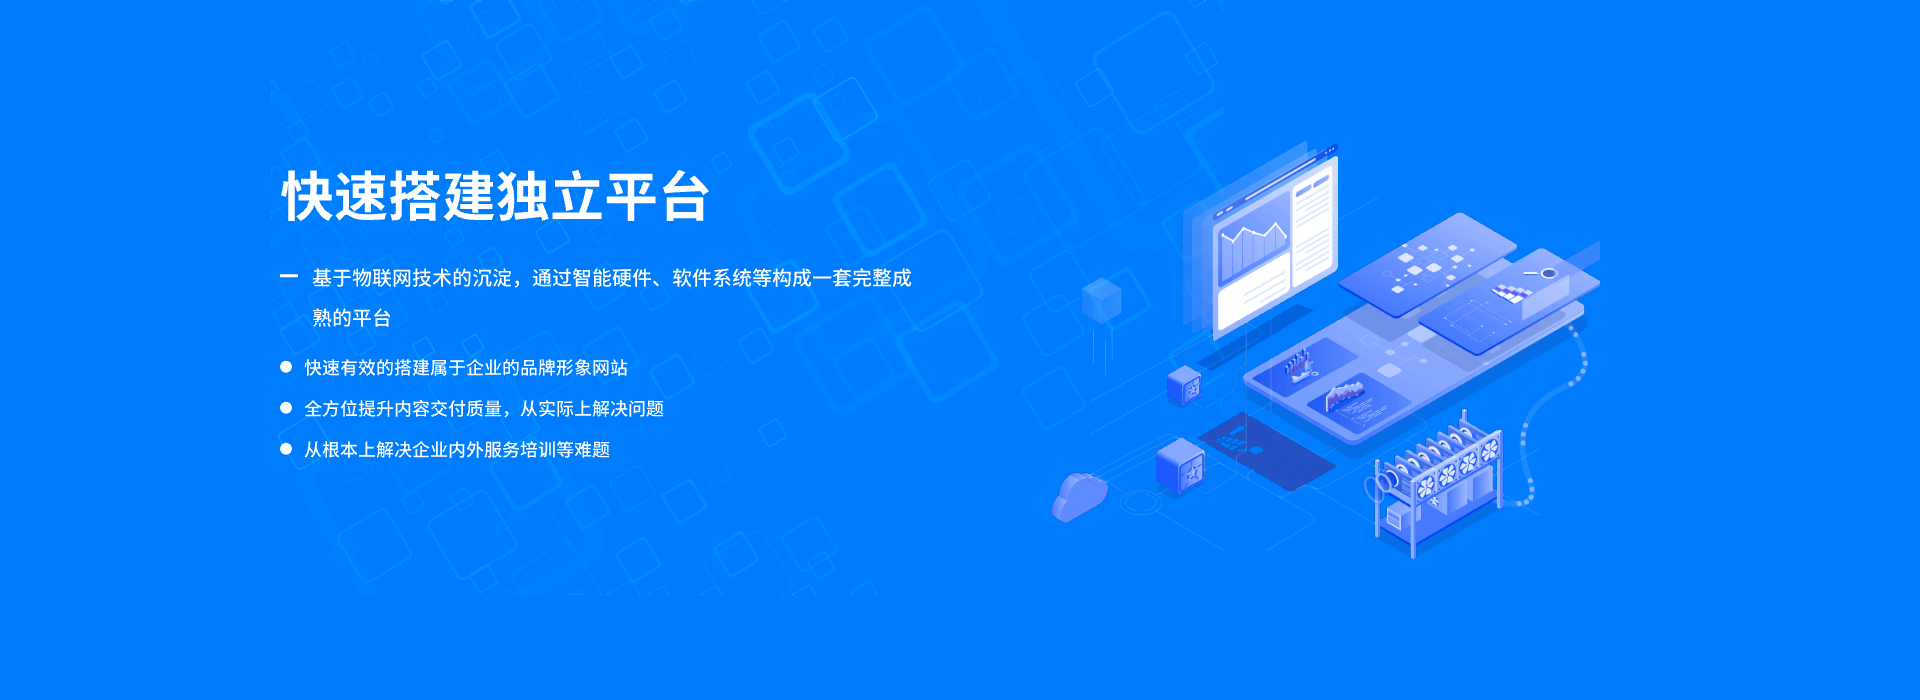 快速搭建独立平台
基于物联网技术的沉淀，通过智能硬件、软件系统等构成一套完整成
熟的平台
快速有效的搭建属于企业的品牌形象网站
全方位提升内容交付质量，从实际上解决问题
从根本上解决企业内外服务培训等难题